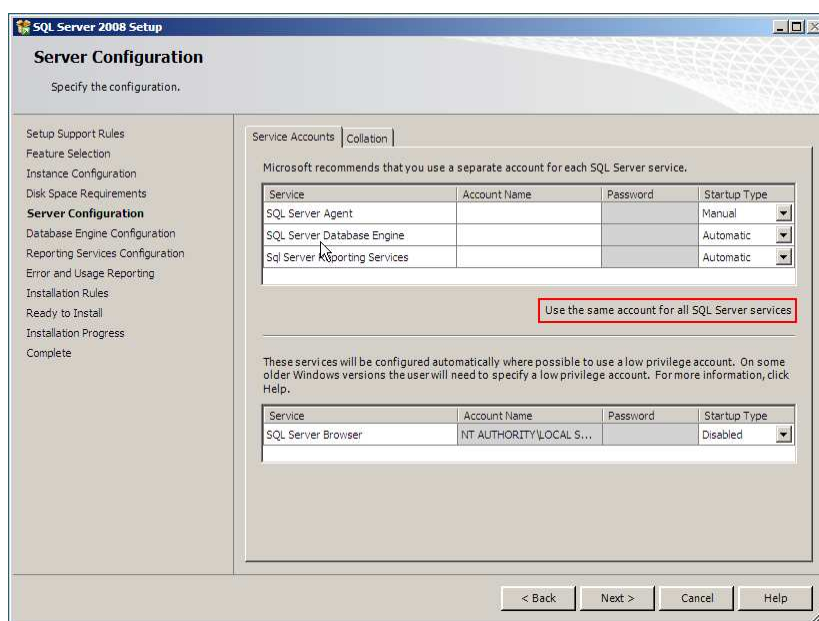 SQL Server 2008 Setup
Server Configuration
Specify the configuration.
Setup Support Rules
Feature Selection
Instance Configuration
Disk Space Requirements
Server Configuration
Database Engine Configuration
Reporting Services Configuration
Error and Usage Reporting
Installation Rules
Ready to Install
Installation Progress
Complete
Service Accounts Collation
Microsoft recommends that you use a separate account for each SQL Server service.
Service Account Name Password Startup Type
SQL Server Agent Manual
SQL Server Database Engine Automatic
Sql Server Reporting Services Automatic
Use the same account for all SQL Server services
These services will be configured automatically where possible to use a low privilege account. On some
older Windows versions the user will need to specify a low privilege account. For more information, click
Help.
Service Account Name Password Startup Type
SQL Server Browser NT AUTHORITY\LOCAL S... Disabled
< Back Next > Cancel Help